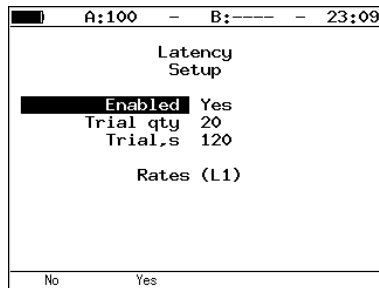 A:100 – B:---- – 23:09
Latency
Setup
Enabled Yes
Trial qty 20
Trial,s 120
Rates (L1)
No Yes